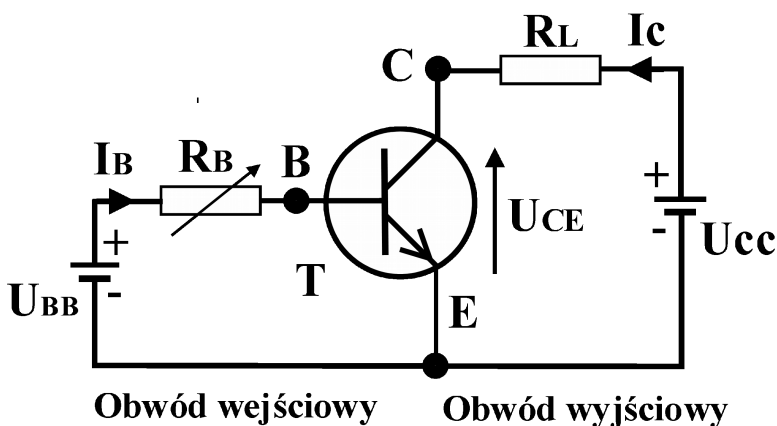 RL
Ic
C
IB
RB
B
+
UCE
-
Ucc
+
UBB
-
T
E
Obwód wejściowy
Obwód wyjściowy